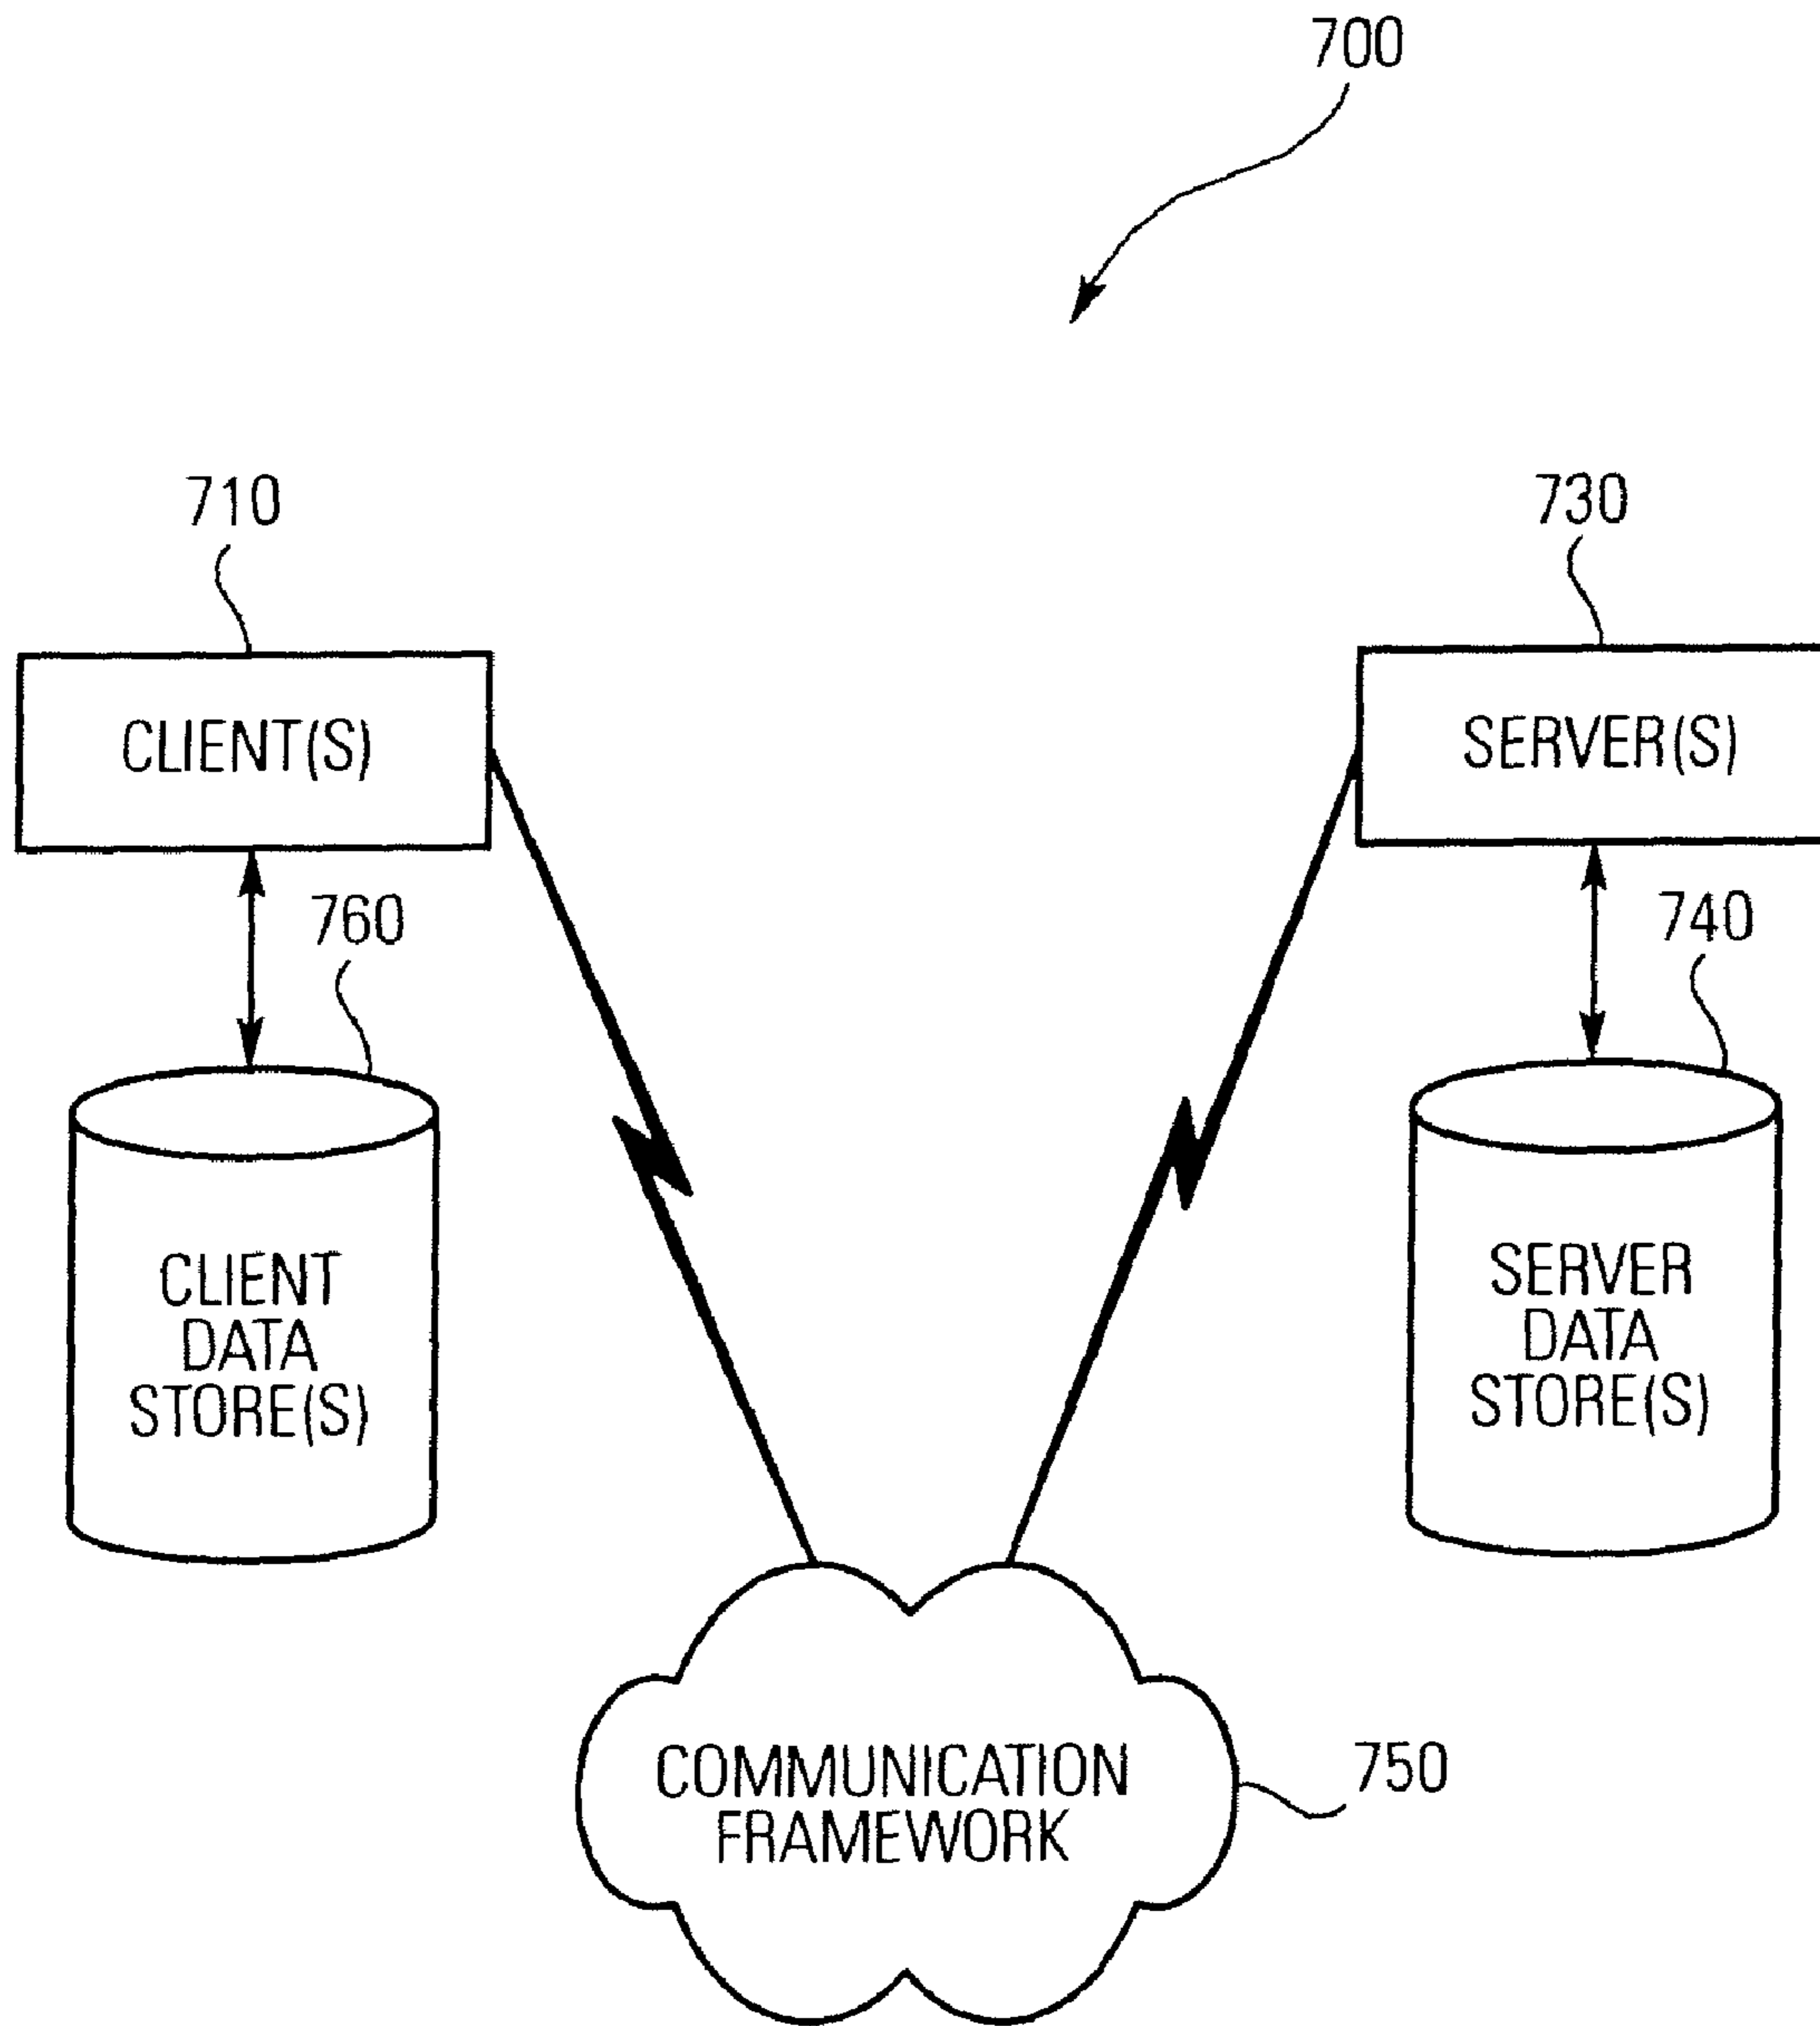 700
710
730
CLIENT(S)
SERVER(S)
760
740
CLIENT
DATA
STORE(S)
SERVER
DATA
STORE(S)
COMMUNICATION
FRAMEWORK
750